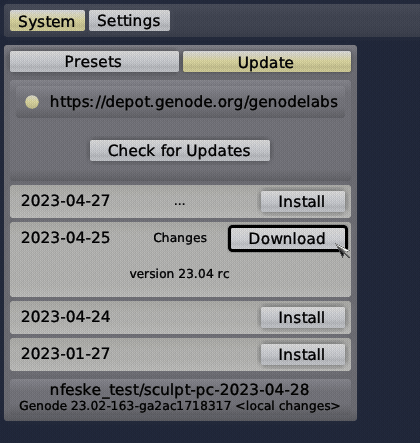 System Settings
Presets Update
https://depot.genode.org/genodelabs
Check for Updates
2023-04-27 ... Install
2023-04-25 Changes Download
version 23.04 rc
2023-04-24 Install
2023-01-27 Install
nfeske_test/sculpt-pc-2023-04-28
Genode 23.02-163-ga2ac1718317 <local changes>